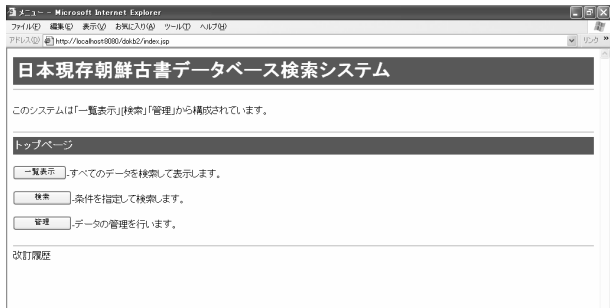 メニュー - Microsoft Internet Explorer
ファイル(F) 編集(E) 表示(V) お気に入り(A) ツール(T) ヘルプ(H)
アドレス(D) http://localhost:8080/dokb2/index.jsp リンク »
日本現存朝鮮古書データベース検索システム
このシステムは「一覧表示」「検索」「管理」から構成されています。
トップページ
一覧表示 -すべてのデータを検索して表示します。
検索 -条件を指定して検索します。
管理 -データの管理を行います。
改訂履歴